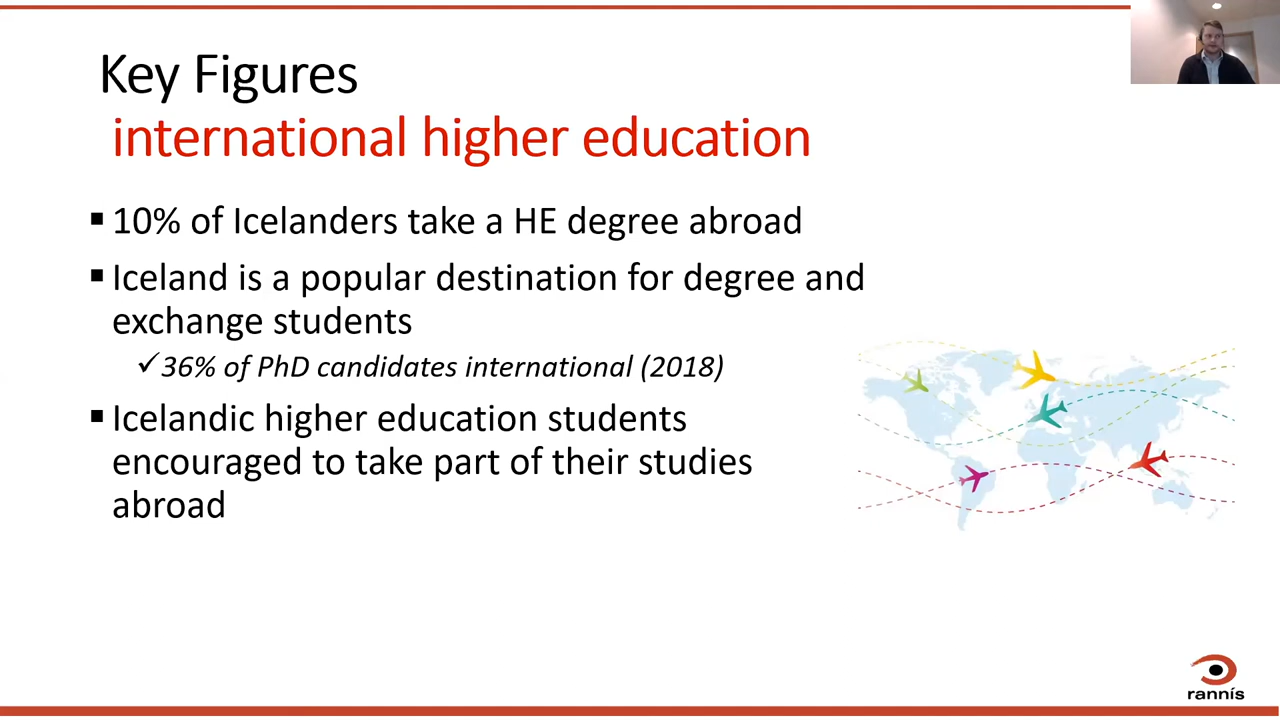 Key Figures
international higher education
▪ 10% of Icelanders take a HE degree abroad
▪ Iceland is a popular destination for degree and
exchange students
✓ 36% of PhD candidates international (2018)
▪ Icelandic higher education students
encouraged to take part of their studies
abroad
rannís